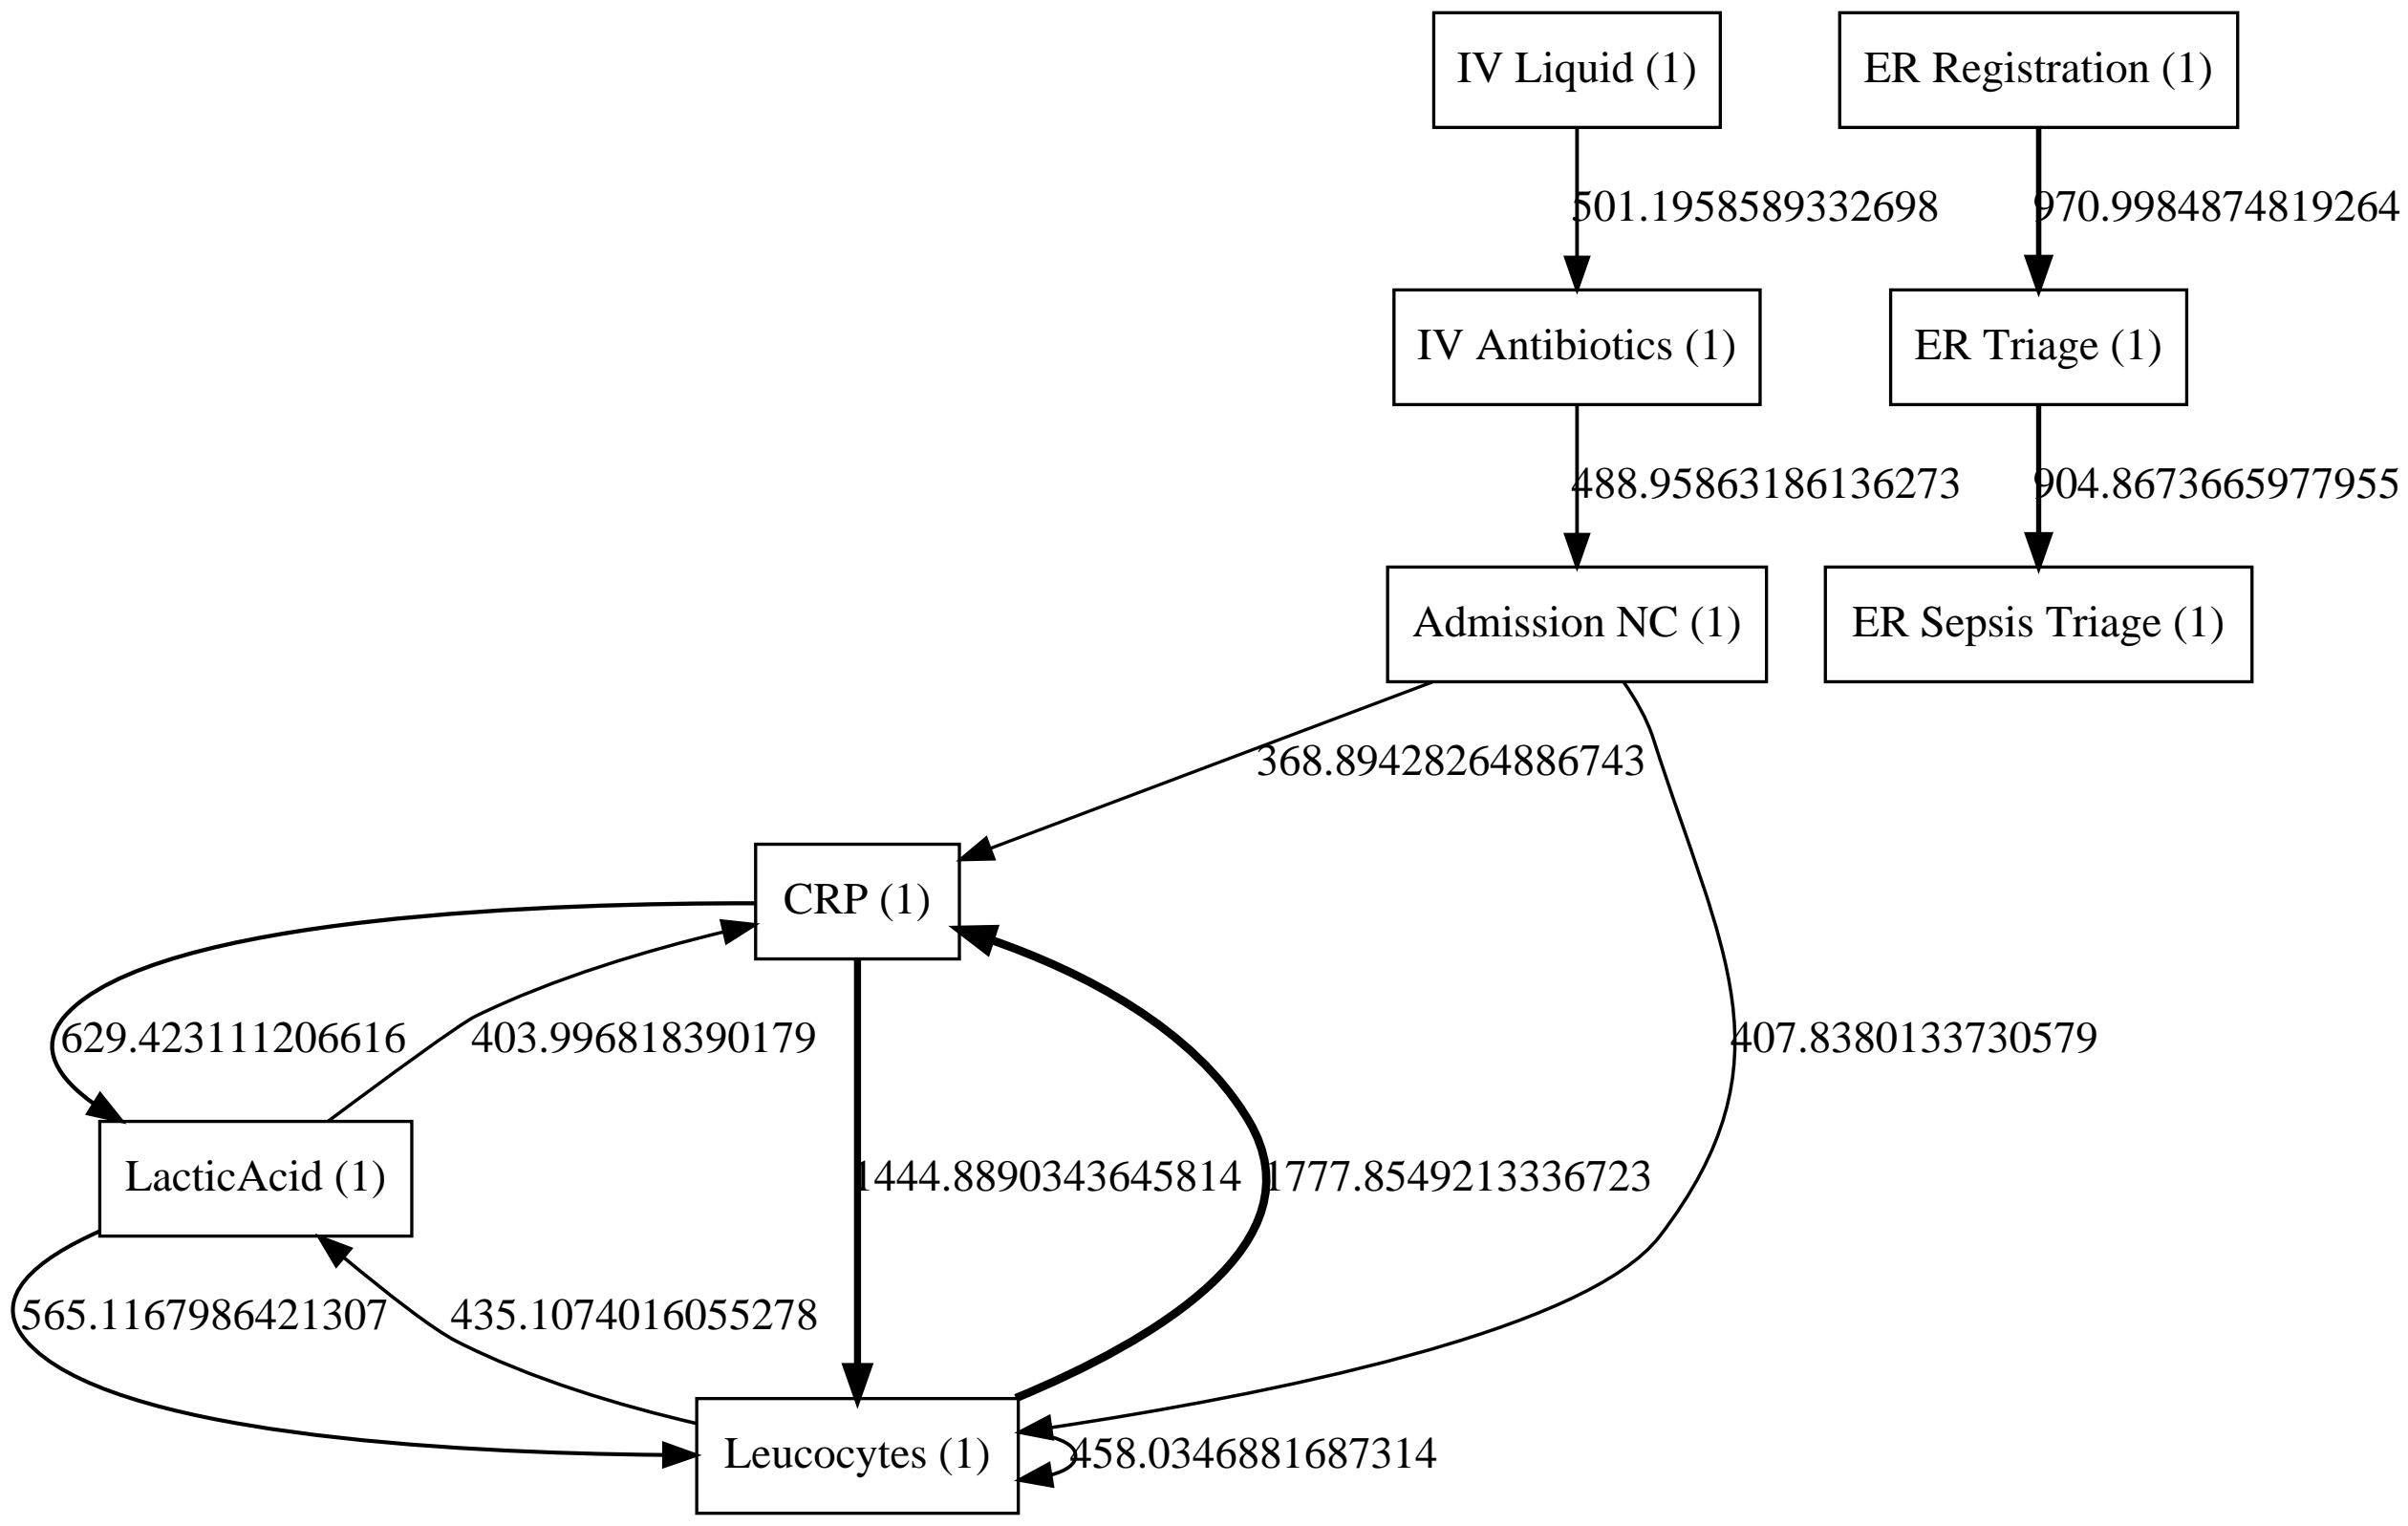 IV Liquid (1)
ER Registration (1)
501.1958589332698
970.9984874819264
IV Antibiotics (1)
ER Triage (1)
488.95863186136273
904.8673665977955
Admission NC (1)
ER Sepsis Triage (1)
368.89428264886743
CRP (1)
629.423111206616
403.996818390179
407.8380133730579
LacticAcid (1)
1444.8890343645814
1777.8549213336723
565.1167986421307
435.1074016055278
Leucocytes (1)
458.0346881687314